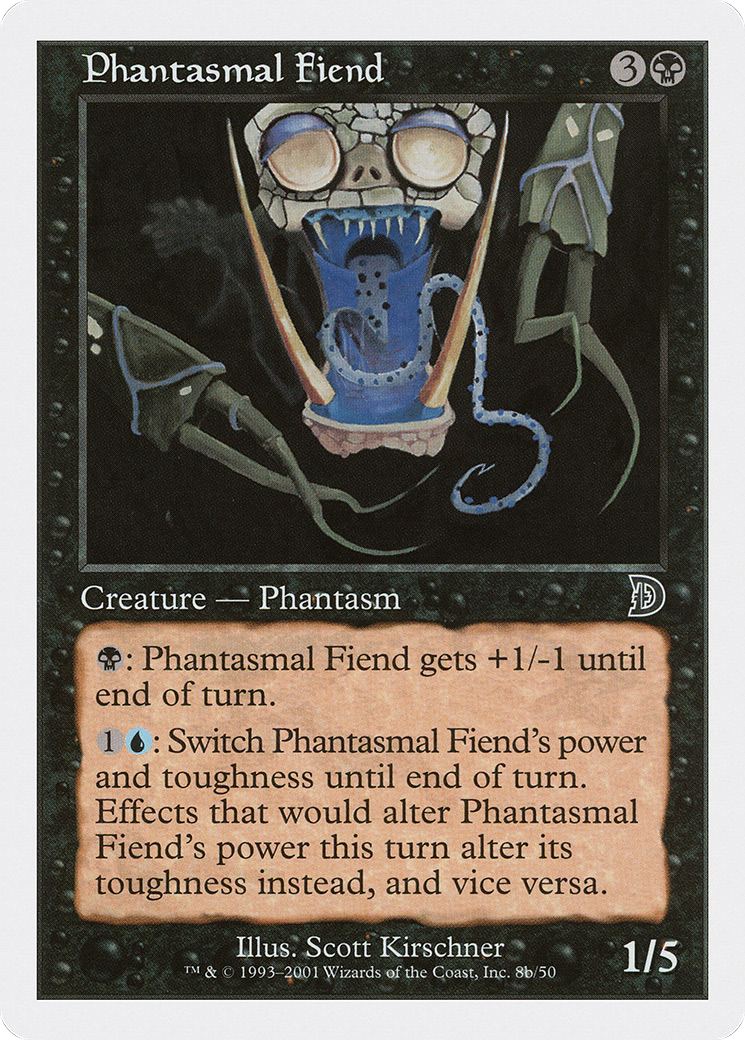 Phantasmal Fiend 3
Creature — Phantasm
: Phantasmal Fiend gets +1/-1 until
end of turn.
1 : Switch Phantasmal Fiend's power
and toughness until end of turn.
Effects that would alter Phantasmal
Fiend's power this turn alter its
toughness instead, and vice versa.
Illus. Scott Kirschner
™ & © 1993–2001 Wizards of the Coast, Inc. 8b/50
1/5